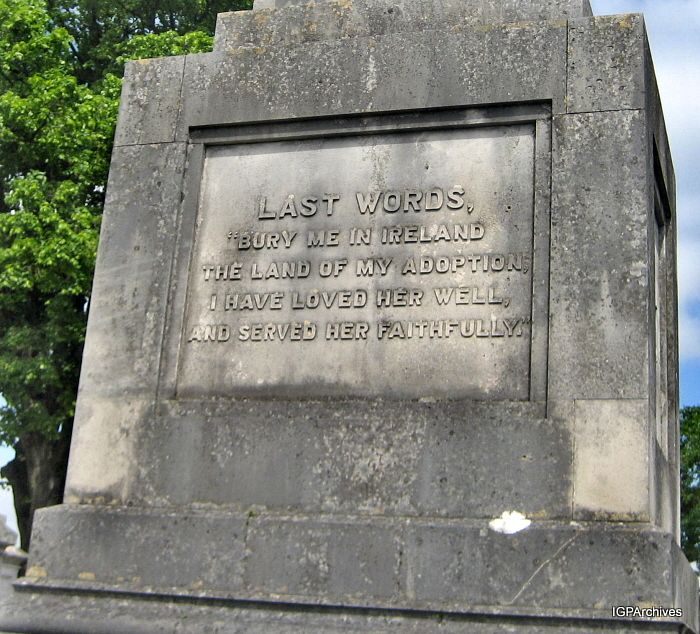 LAST WORDS,
"BURY ME IN IRELAND
THE LAND OF MY ADOPTION,
I HAVE LOVED HER WELL,
AND SERVED HER FAITHFULLY."
IGPArchives